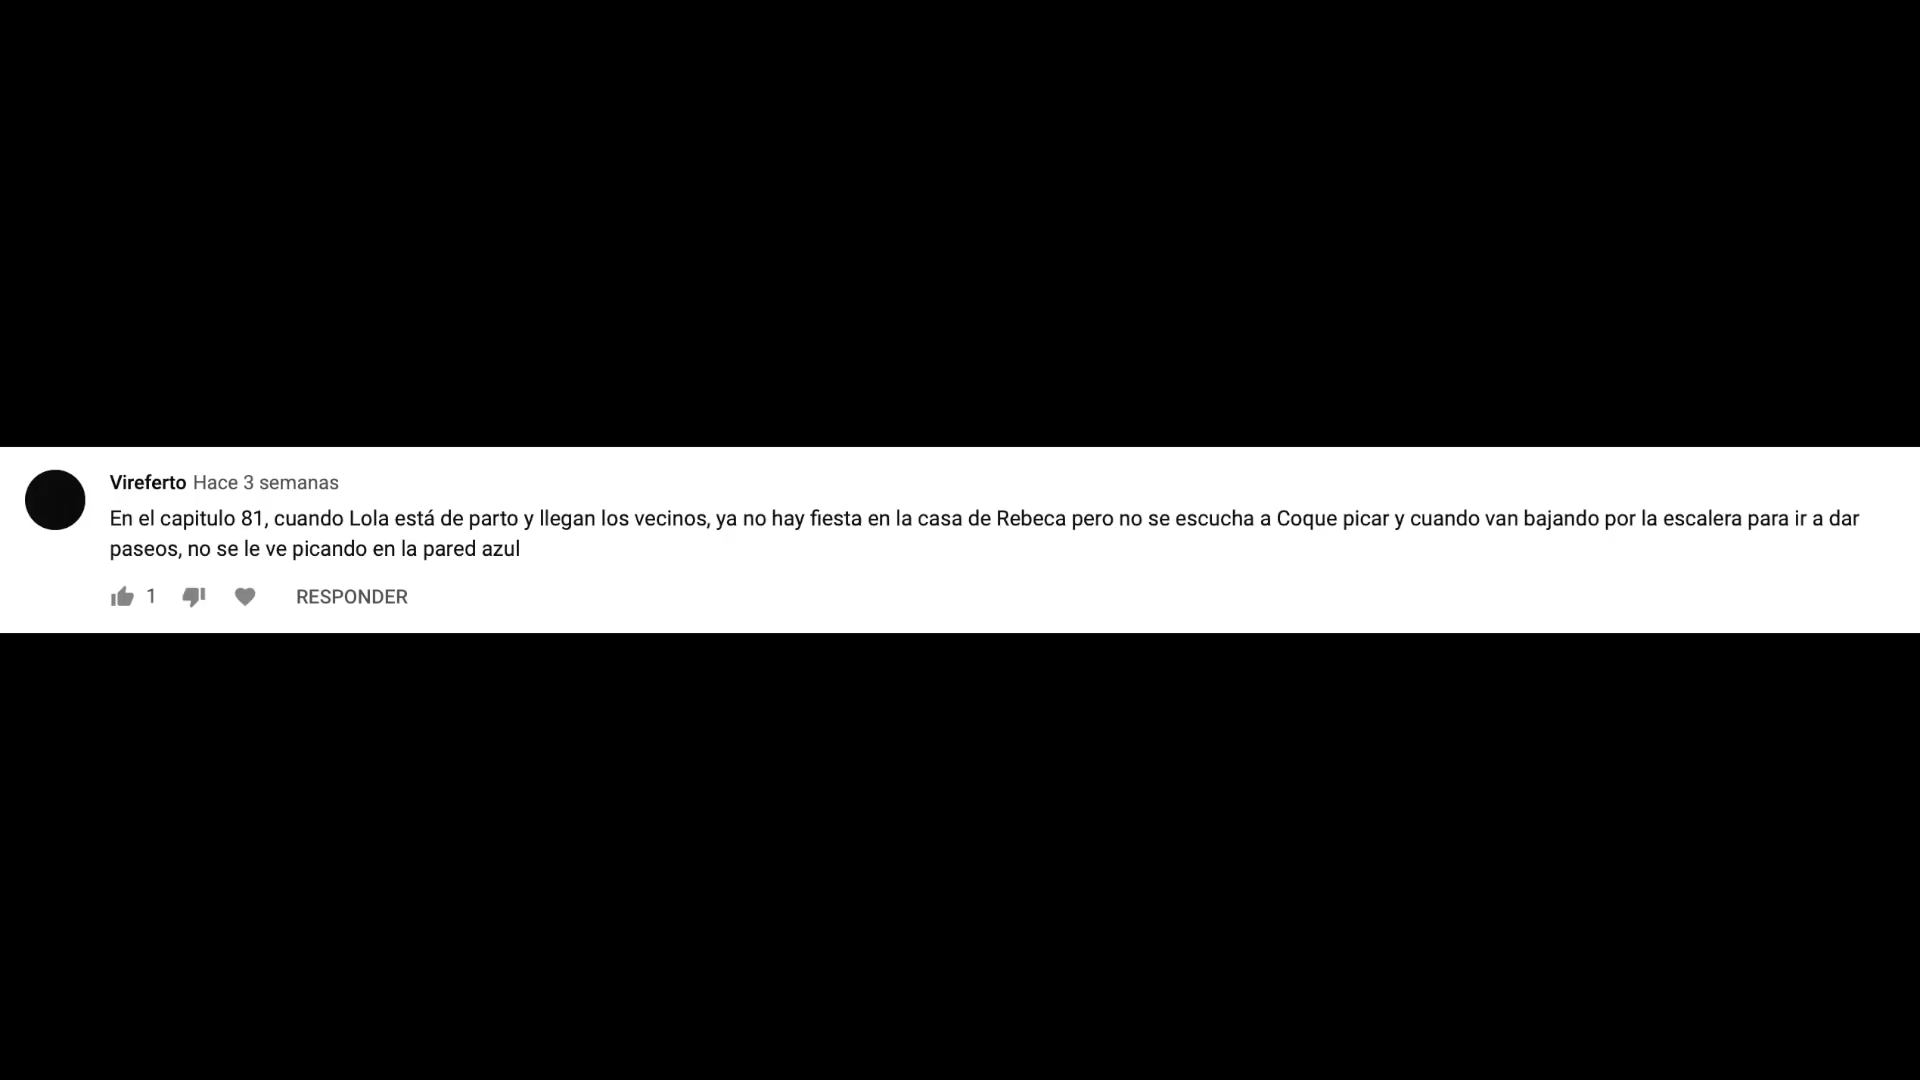 Vireferto Hace 3 semanas
En el capitulo 81, cuando Lola está de parto y llegan los vecinos, ya no hay fiesta en la casa de Rebeca pero no se escucha a Coque picar y cuando van bajando por la escalera para ir a dar
paseos, no se le ve picando en la pared azul
1 RESPONDER